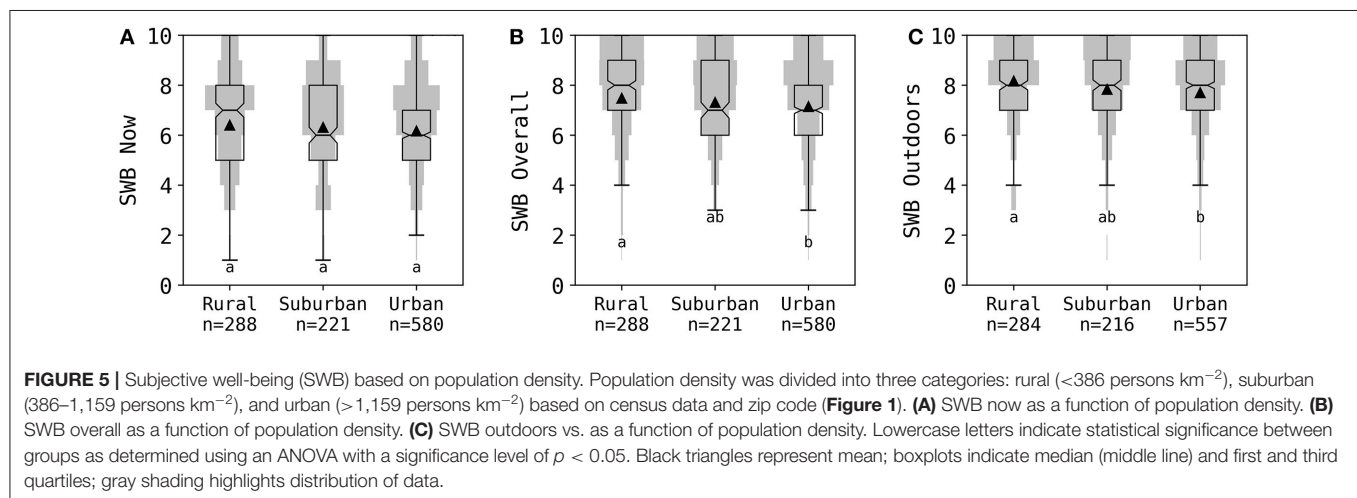 A
B
C
10
8
6
4
2
0
SWB Now
a
a
a
Rural
n=288
Suburban
n=221
Urban
n=580
10
8
6
4
2
0
SWB Overall
a
ab
b
Rural
n=288
Suburban
n=221
Urban
n=580
10
8
6
4
2
0
SWB Outdoors
a
ab
b
Rural
n=284
Suburban
n=216
Urban
n=557
FIGURE 5 | Subjective well-being (SWB) based on population density. Population density was divided into three categories: rural (<386 persons km⁻²), suburban
(386–1,159 persons km⁻²), and urban (>1,159 persons km⁻²) based on census data and zip code (Figure 1). (A) SWB now as a function of population density. (B)
SWB overall as a function of population density. (C) SWB outdoors vs. as a function of population density. Lowercase letters indicate statistical significance between
groups as determined using an ANOVA with a significance level of p < 0.05. Black triangles represent mean; boxplots indicate median (middle line) and first and third
quartiles; gray shading highlights distribution of data.